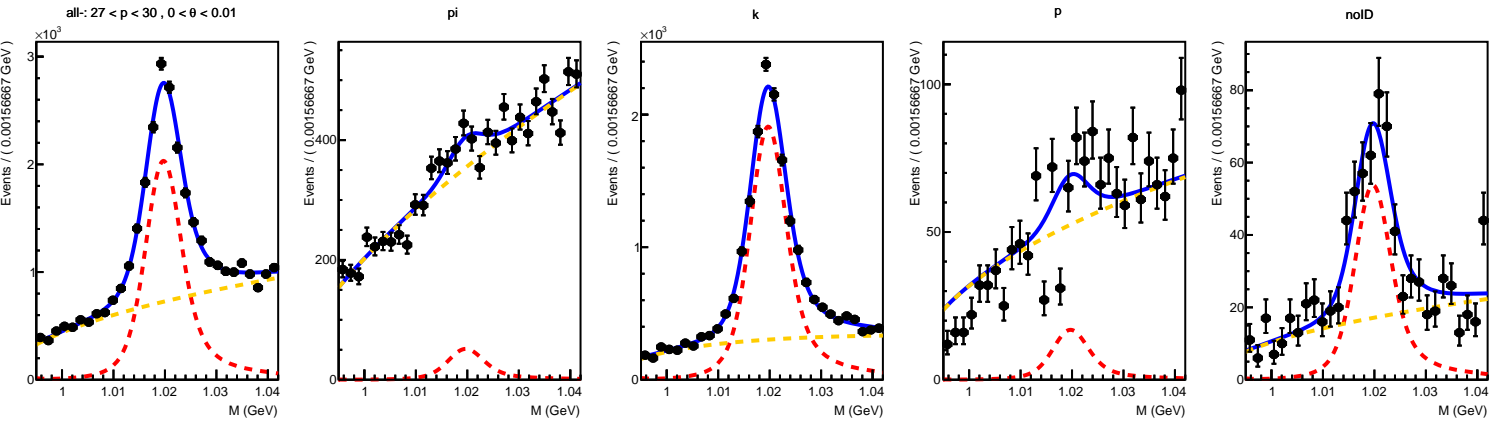 all-: 27 < p < 30 , 0 < θ < 0.01
×10³
Events / ( 0.00156667 GeV )
3
2
1
0
1 1.01 1.02 1.03 1.04
M (GeV)
pi
Events / ( 0.00156667 GeV )
400
200
0
1 1.01 1.02 1.03 1.04
M (GeV)
k
×10³
Events / ( 0.00156667 GeV )
2
1
0
1 1.01 1.02 1.03 1.04
M (GeV)
p
Events / ( 0.00156667 GeV )
100
50
0
1 1.01 1.02 1.03 1.04
M (GeV)
noID
Events / ( 0.00156667 GeV )
80
60
40
20
0
1 1.01 1.02 1.03 1.04
M (GeV)